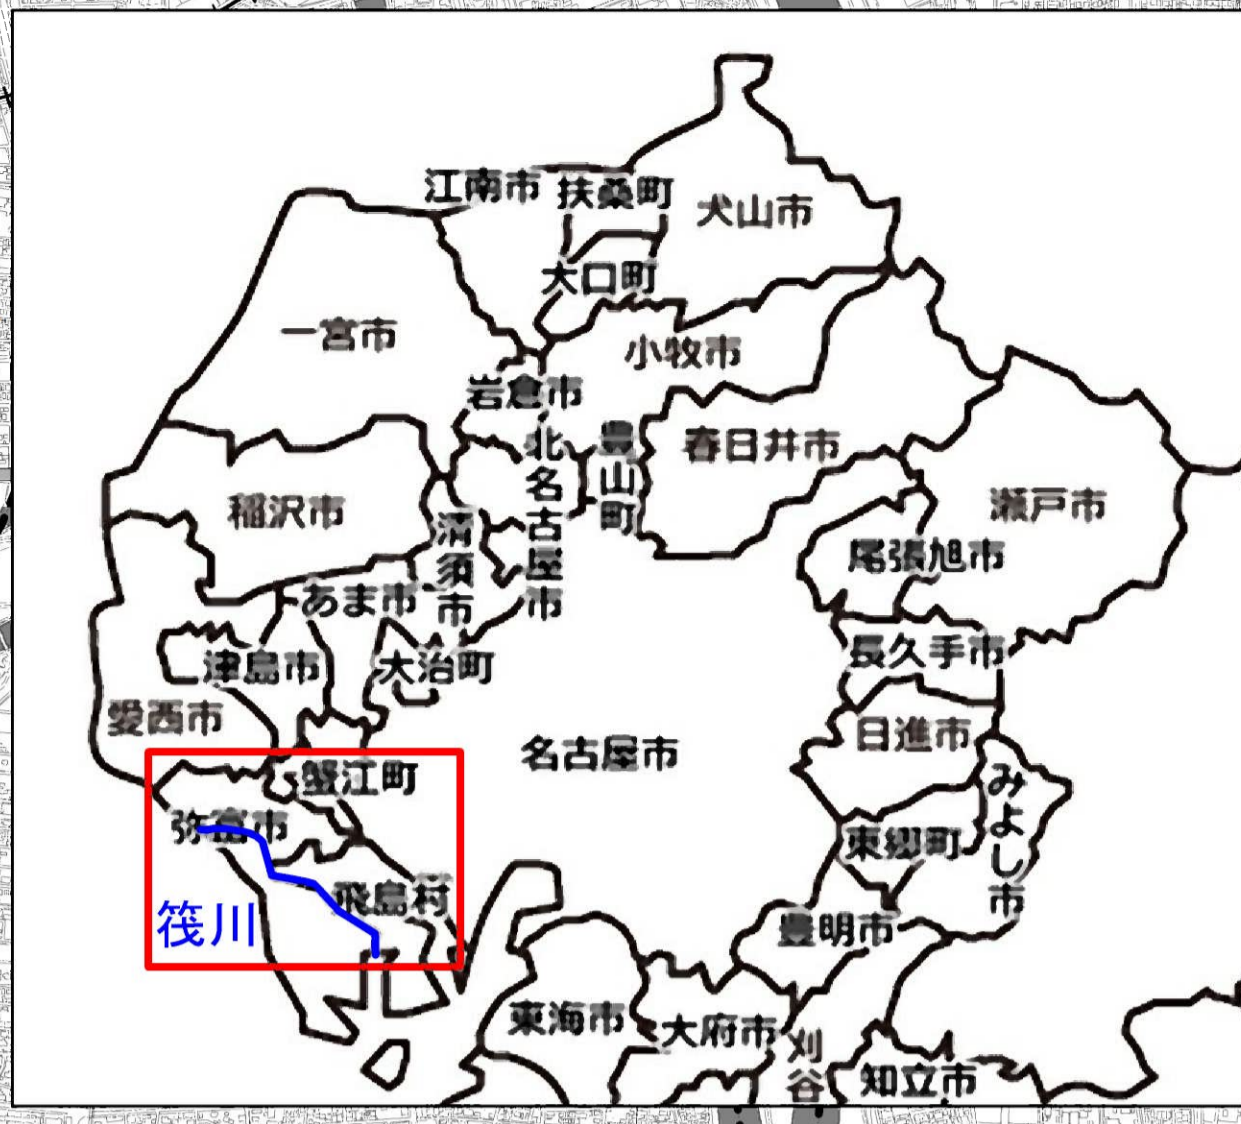 江南市
扶桑町
犬山市
大口町
一宮市
小牧市
岩倉市
北名古屋市
豊山町
春日井市
稲沢市
清須市
瀬戸市
尾張旭市
あま市
津島市
大治町
長久手市
愛西市
日進市
名古屋市
蟹江町
みよし市
弥富市
東郷町
飛島村
筏川
豊明市
東海市
大府市
刈谷
知立市